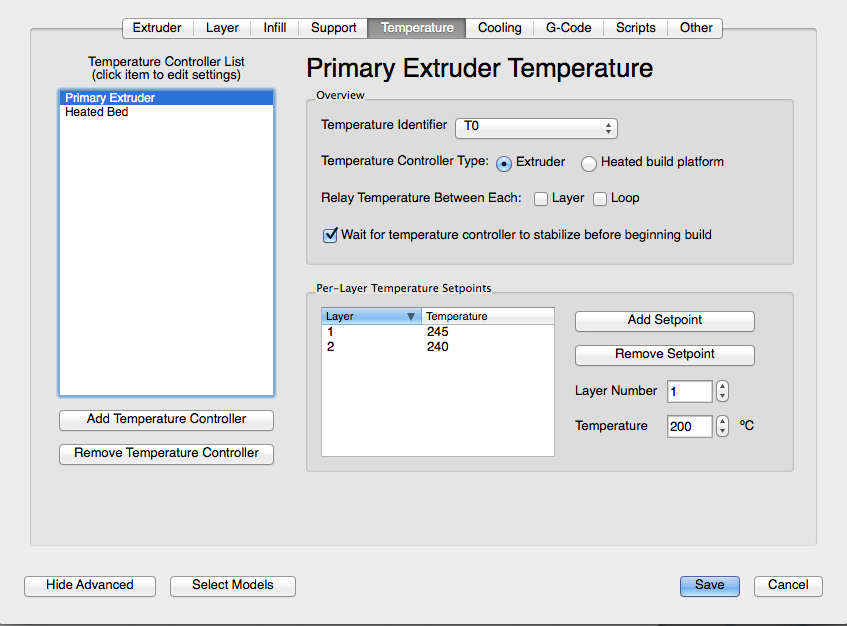 Extruder Layer Infill Support Temperature Cooling G-Code Scripts Other
Temperature Controller List
(click item to edit settings)
Primary Extruder
Heated Bed
Add Temperature Controller
Remove Temperature Controller
Primary Extruder Temperature
Overview
Temperature Identifier T0
Temperature Controller Type: Extruder Heated build platform
Relay Temperature Between Each: Layer Loop
Wait for temperature controller to stabilize before beginning build
Per-Layer Temperature Setpoints
Layer Temperature
1 245
2 240
Add Setpoint
Remove Setpoint
Layer Number 1
Temperature 200 ºC
Hide Advanced Select Models Save Cancel